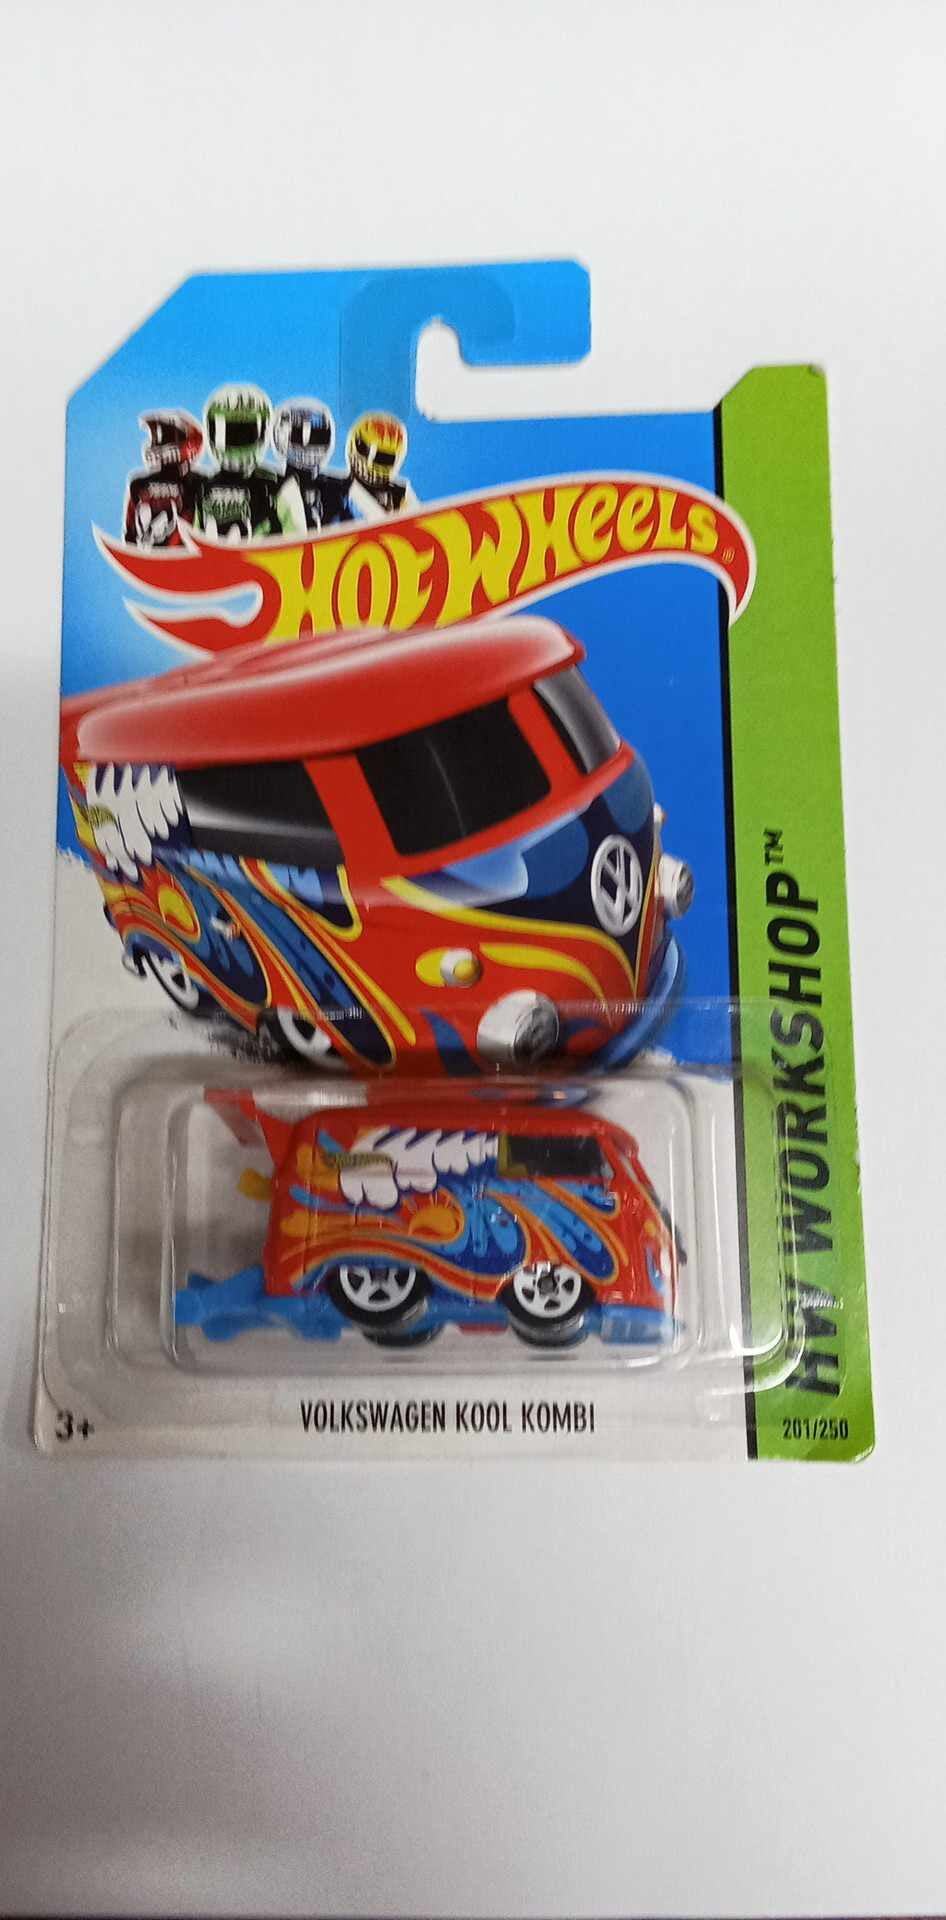 HOT WHEELS
HW WORKSHOP™
3+
VOLKSWAGEN KOOL KOMBI
201/250